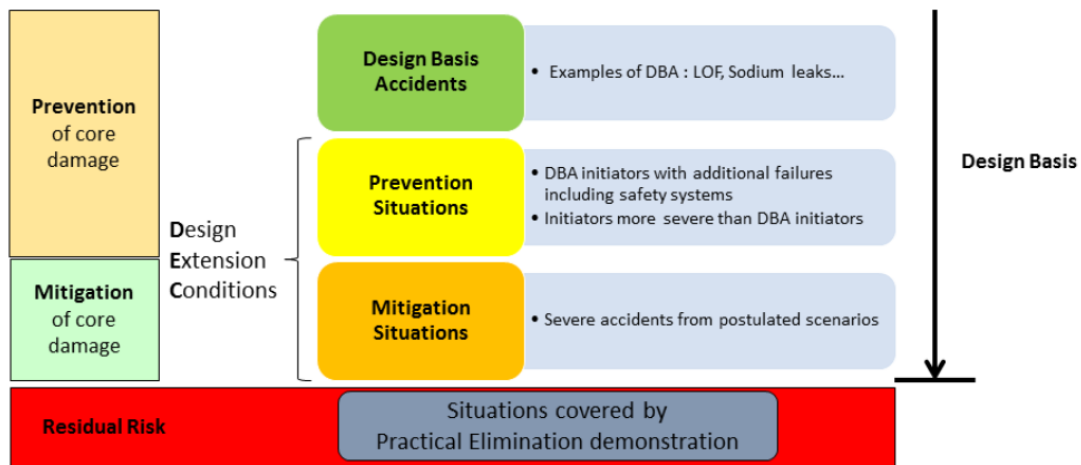 Prevention
of core
damage
Mitigation
of core
damage
Design
Extension
Conditions
Design Basis
Accidents
• Examples of DBA : LOF, Sodium leaks...
Prevention
Situations
• DBA initiators with additional failures
including safety systems
• Initiators more severe than DBA initiators
Mitigation
Situations
• Severe accidents from postulated scenarios
Design Basis
Residual Risk
Situations covered by
Practical Elimination demonstration